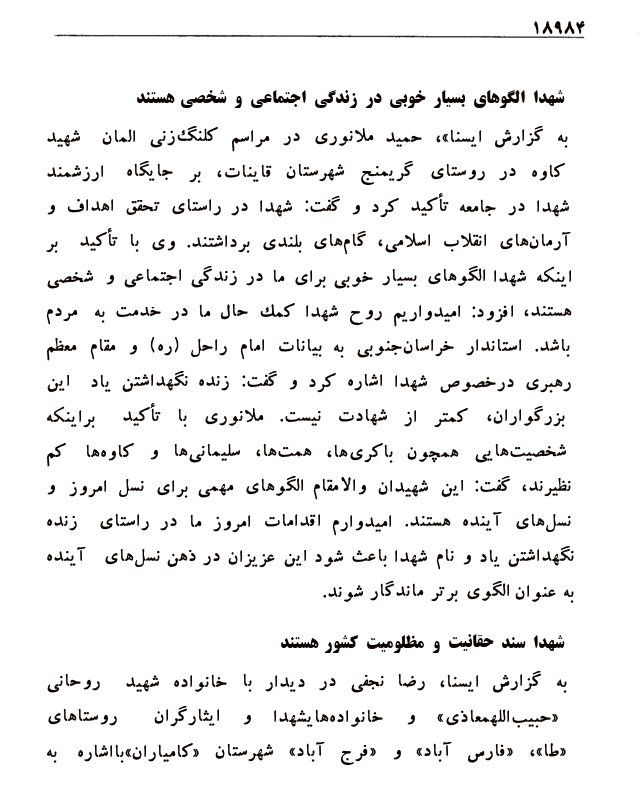 ۱۸۹۸۴
شهدا الگوهای بسیار خوبی در زندگی اجتماعی و شخصی هستند
به گزارش ایسنا»، حمید ملانوری در مراسم کلنگ‌زنی المان شهید
کاوه در روستای گریمنج شهرستان قاینات، بر جایگاه ارزشمند
شهدا در جامعه تأکید کرد و گفت: شهدا در راستای تحقق اهداف و
آرمان‌های انقلاب اسلامی، گام‌های بلندی برداشتند. وی با تأکید بر
اینکه شهدا الگوهای بسیار خوبی برای ما در زندگی اجتماعی و شخصی
هستند، افزود: امیدواریم روح شهدا کمك حال ما در خدمت به مردم
باشد. استاندار خراسان‌جنوبی به بیانات امام راحل (ره) و مقام معظم
رهبری درخصوص شهدا اشاره کرد و گفت: زنده نگهداشتن یاد این
بزرگواران، کمتر از شهادت نیست. ملانوری با تأکید براینکه
شخصیت‌هایی همچون باکری‌ها، همت‌ها، سلیمانی‌ها و کاوه‌ها کم
نظیرند، گفت: این شهیدان والامقام الگوهای مهمی برای نسل امروز و
نسل‌های آینده هستند. امیدوارم اقدامات امروز ما در راستای زنده
نگهداشتن یاد و نام شهدا باعث شود این عزیزان در ذهن نسل‌های آینده
به عنوان الگوی برتر ماندگار شوند.
شهدا سند حقانیت و مظلومیت کشور هستند
به گزارش ایسنا، رضا نجفی در دیدار با خانواده شهید روحانی
«حبیب‌اللهمعاذی» و خانواده‌هایشهدا و ایثارگران روستاهای
«طا»، «فارس آباد» و «فرج آباد» شهرستان «کامیاران»بااشاره به